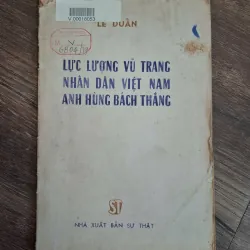 V 00816083
LÊ DUẨN
LỰC LƯỢNG VŨ TRANG
NHÂN DÂN VIỆT NAM
ANH HÙNG BÁCH THẮNG
NHÀ XUẤT BẢN SỰ THẬT